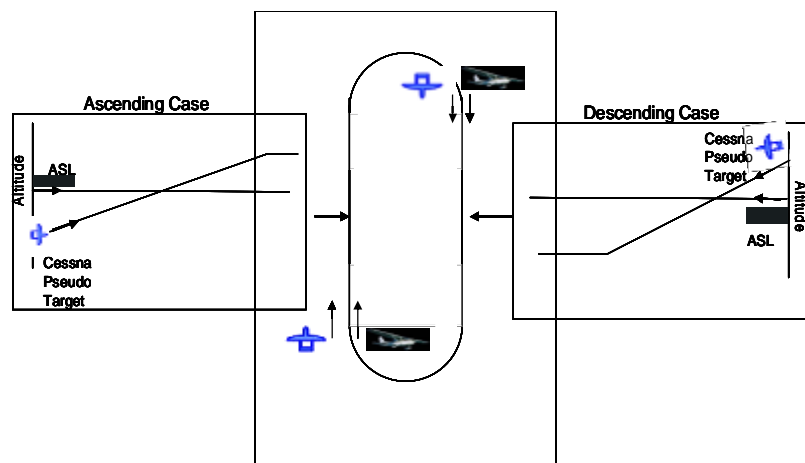 Ascending Case
Altitude
ASL
Cessna
Pseudo
Target
Descending Case
Cessna
Pseudo
Target
Altitude
ASL